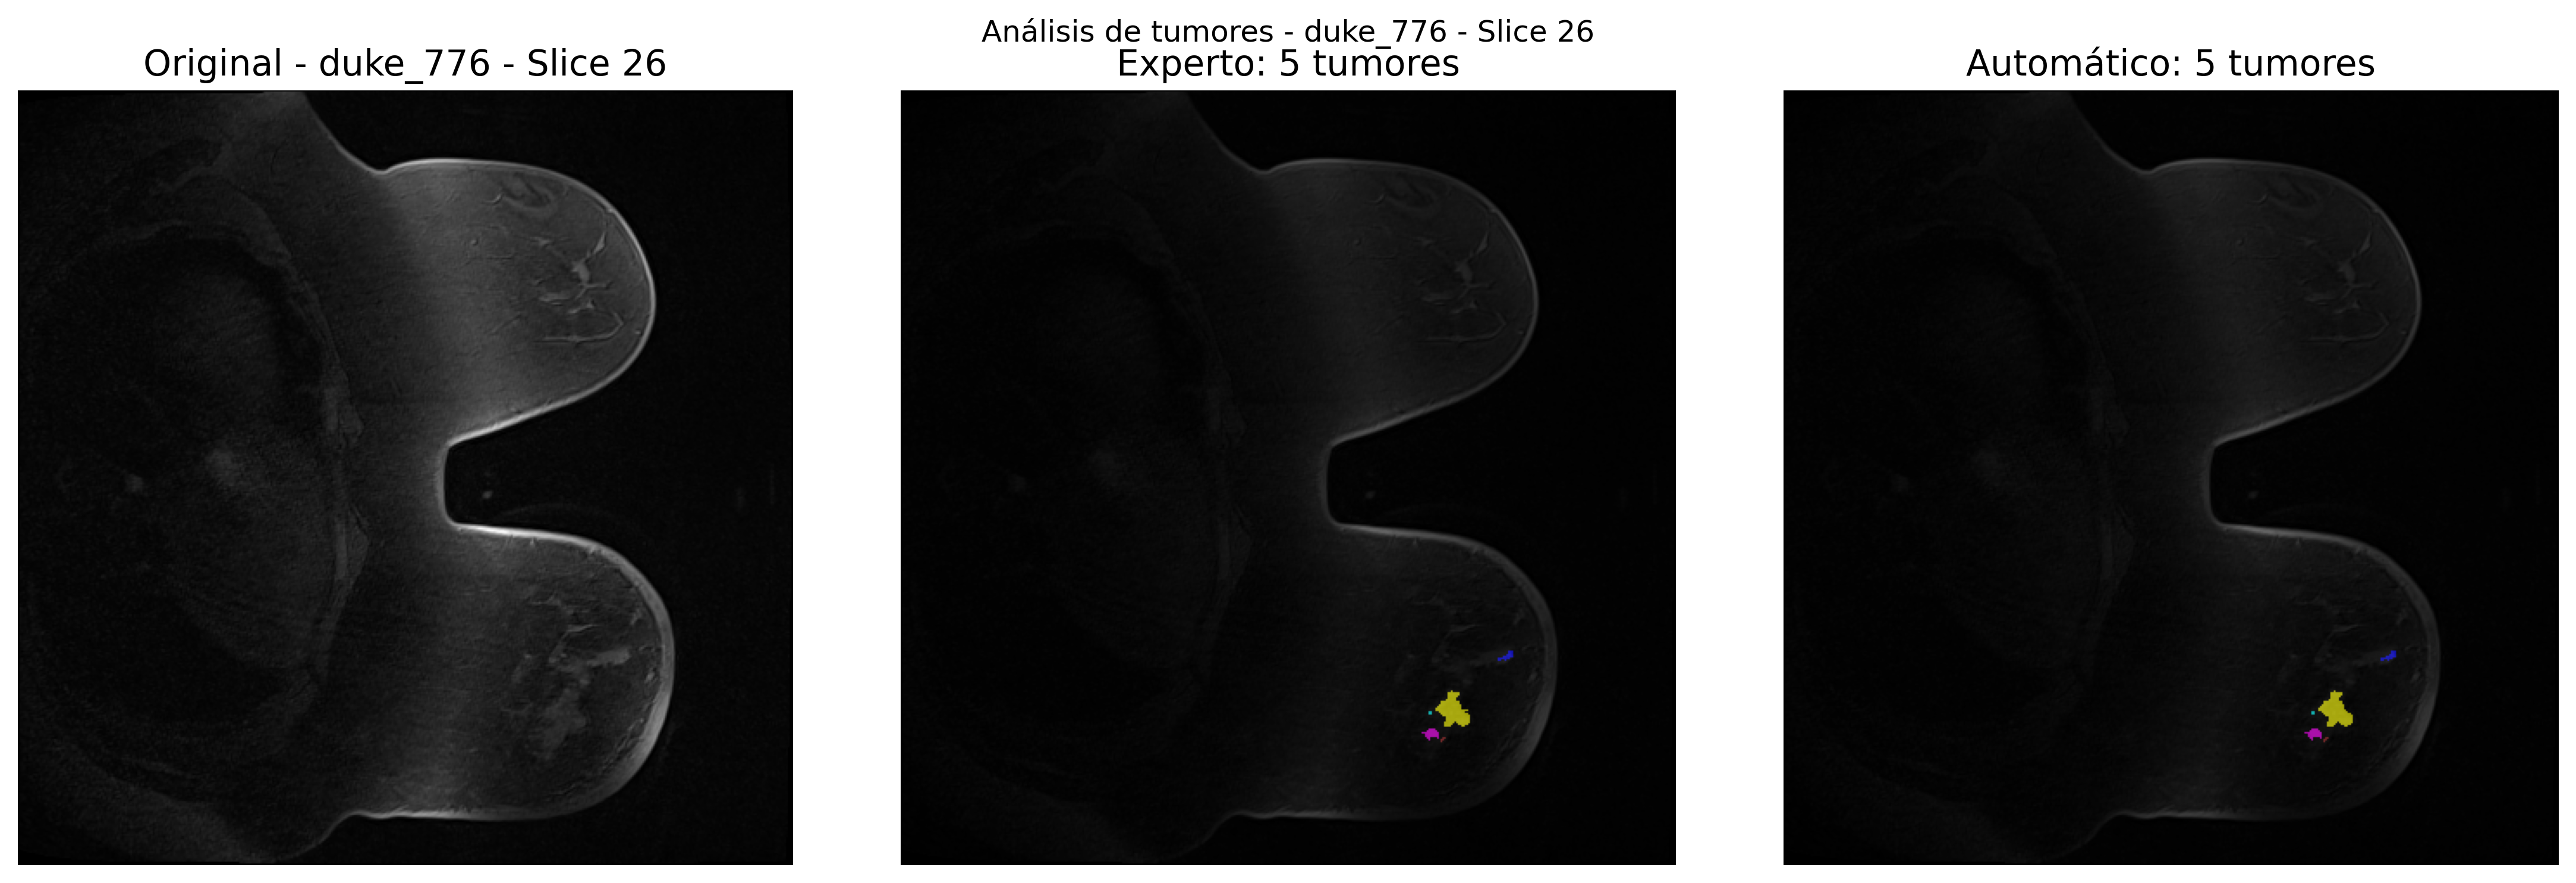 Análisis de tumores - duke_776 - Slice 26
Original - duke_776 - Slice 26
Experto: 5 tumores
Automático: 5 tumores